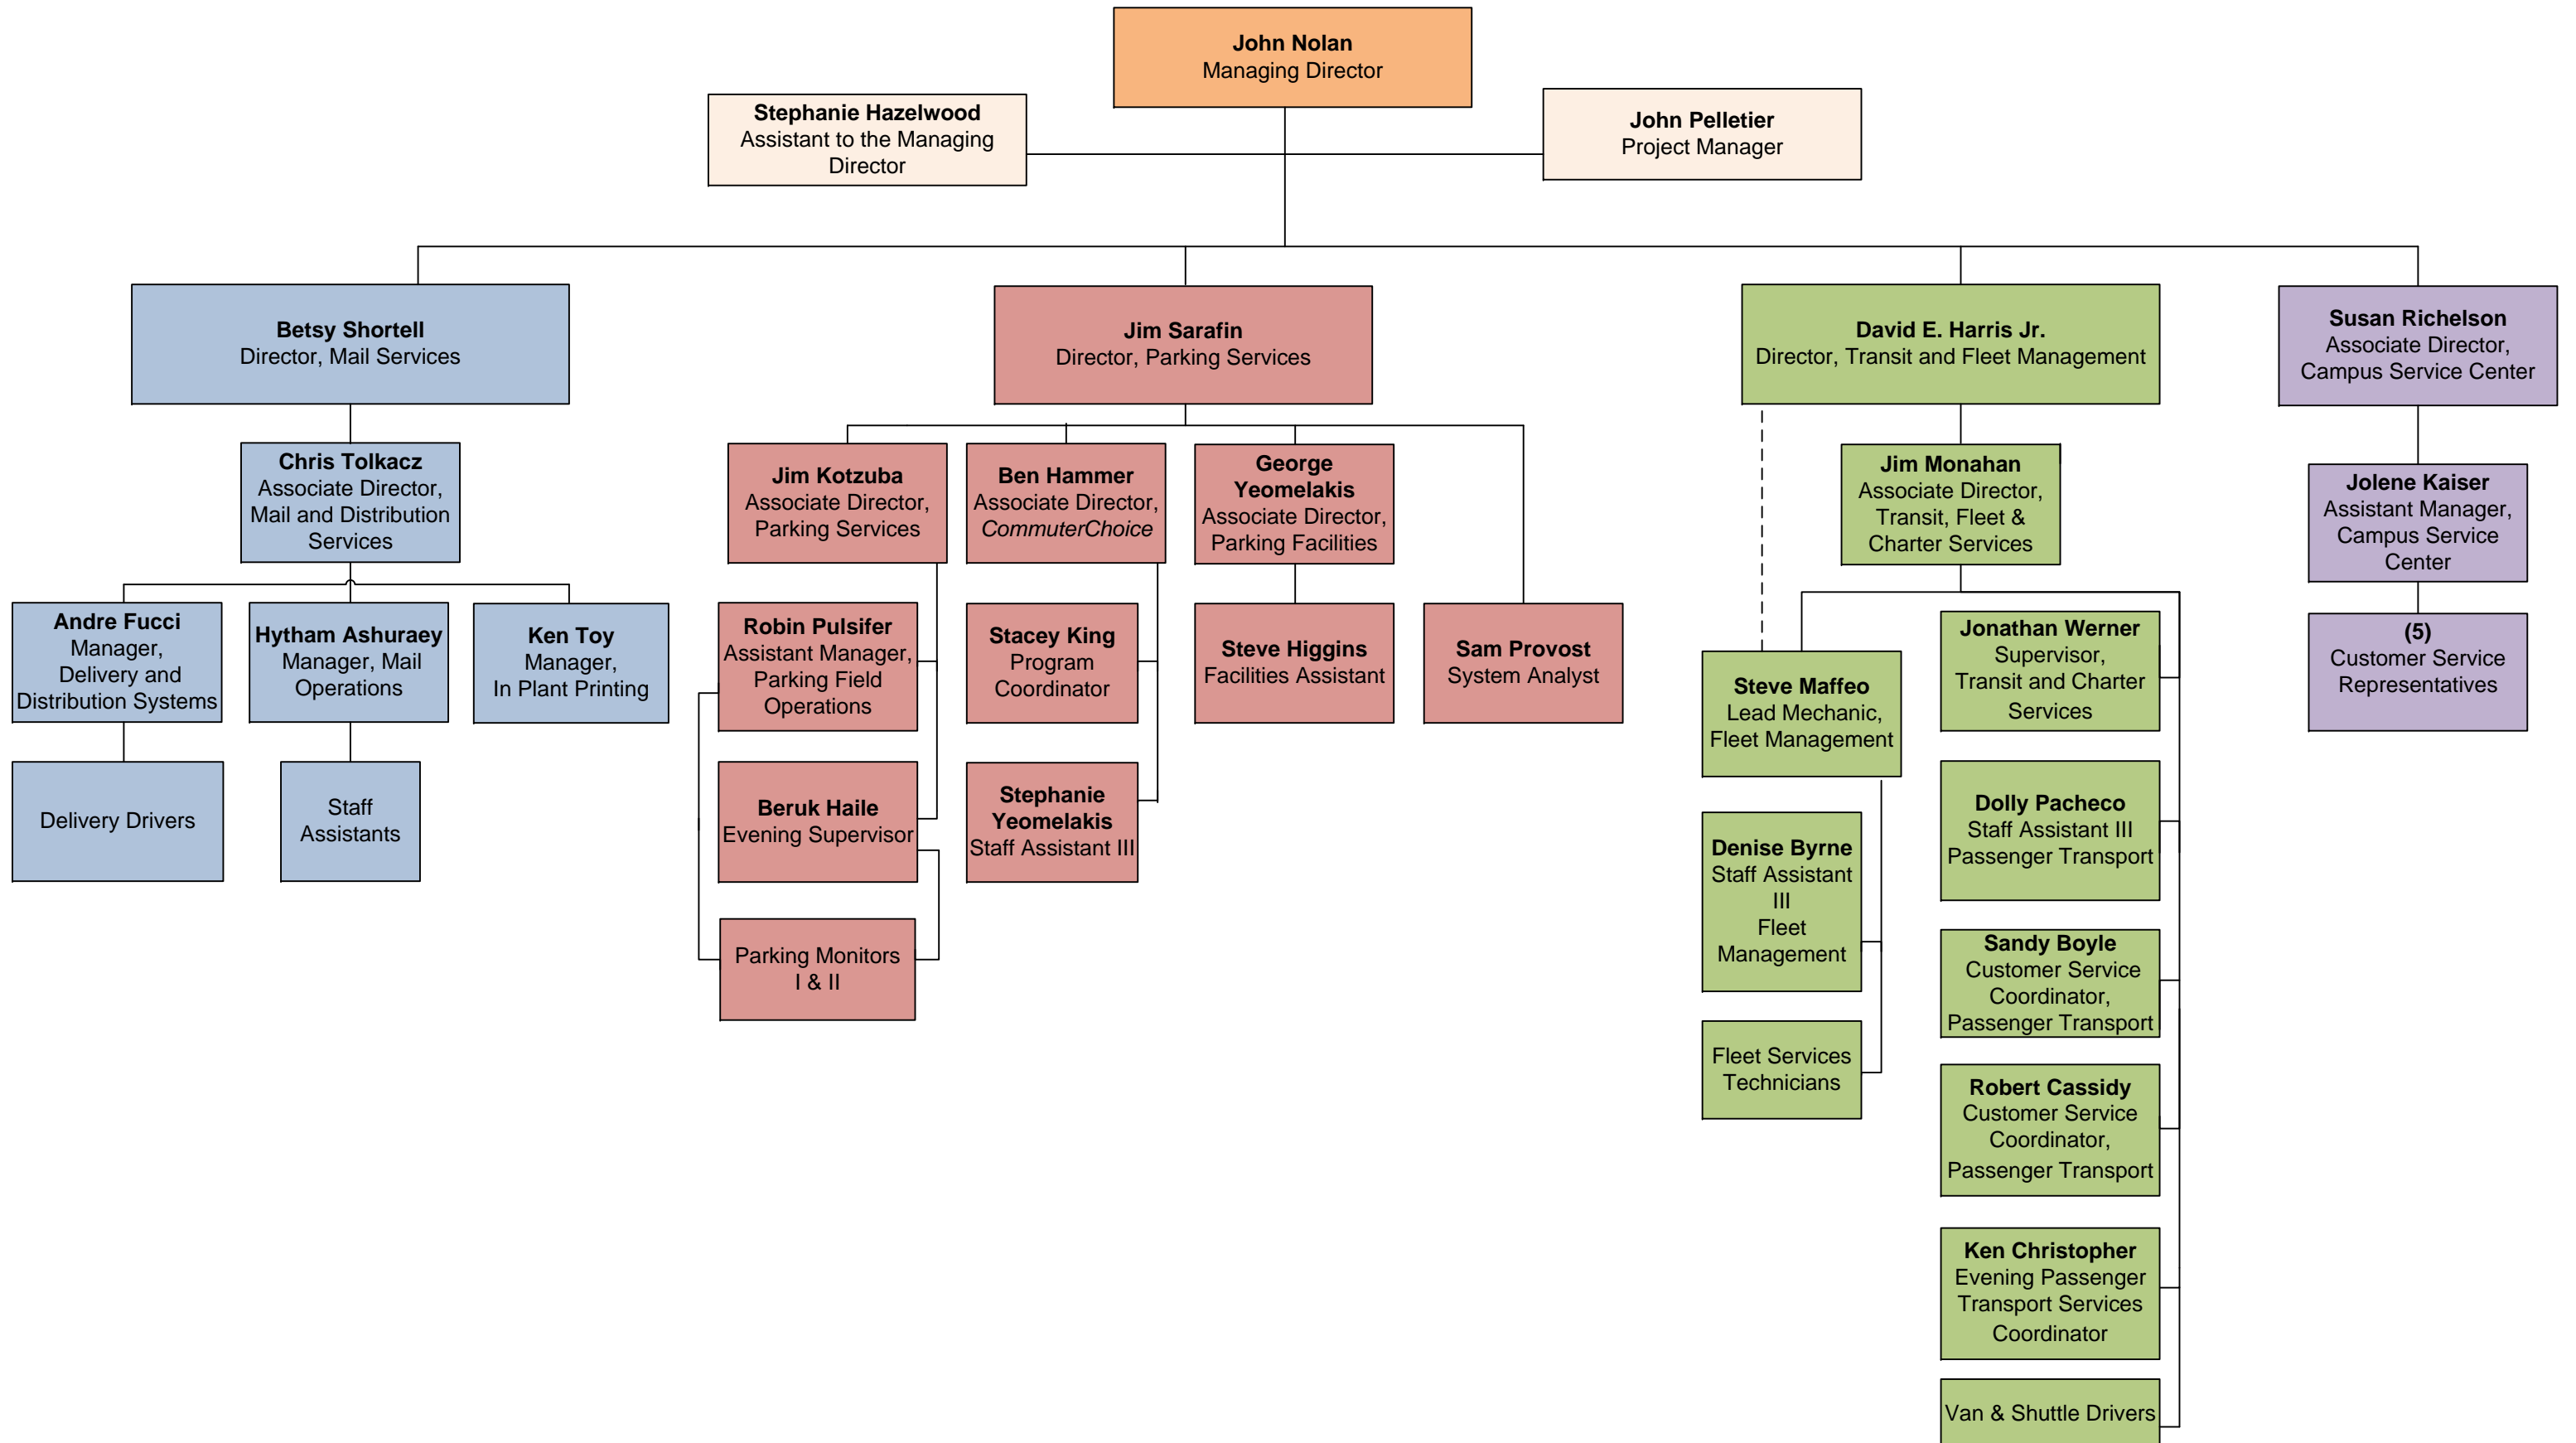 John Nolan
Managing Director
Stephanie Hazelwood
Assistant to the Managing
Director
John Pelletier
Project Manager
Betsy Shortell
Director, Mail Services
Jim Sarafin
Director, Parking Services
David E. Harris Jr.
Director, Transit and Fleet Management
Susan Richelson
Associate Director,
Campus Service Center
Chris Tolkacz
Associate Director,
Mail and Distribution
Services
Jim Kotzuba
Associate Director,
Parking Services
Ben Hammer
Associate Director,
CommuterChoice
George
Yeomelakis
Associate Director,
Parking Facilities
Jim Monahan
Associate Director,
Transit, Fleet &
Charter Services
Jolene Kaiser
Assistant Manager,
Campus Service
Center
Andre Fucci
Manager,
Delivery and
Distribution Systems
Hytham Ashuraey
Manager, Mail
Operations
Ken Toy
Manager,
In Plant Printing
Robin Pulsifer
Assistant Manager,
Parking Field
Operations
Stacey King
Program
Coordinator
Steve Higgins
Facilities Assistant
Sam Provost
System Analyst
Steve Maffeo
Lead Mechanic,
Fleet Management
Jonathan Werner
Supervisor,
Transit and Charter
Services
(5)
Customer Service
Representatives
Delivery Drivers
Staff
Assistants
Beruk Haile
Evening Supervisor
Stephanie
Yeomelakis
Staff Assistant III
Denise Byrne
Staff Assistant
III
Fleet
Management
Dolly Pacheco
Staff Assistant III
Passenger Transport
Parking Monitors
I & II
Sandy Boyle
Customer Service
Coordinator,
Passenger Transport
Fleet Services
Technicians
Robert Cassidy
Customer Service
Coordinator,
Passenger Transport
Ken Christopher
Evening Passenger
Transport Services
Coordinator
Van & Shuttle Drivers